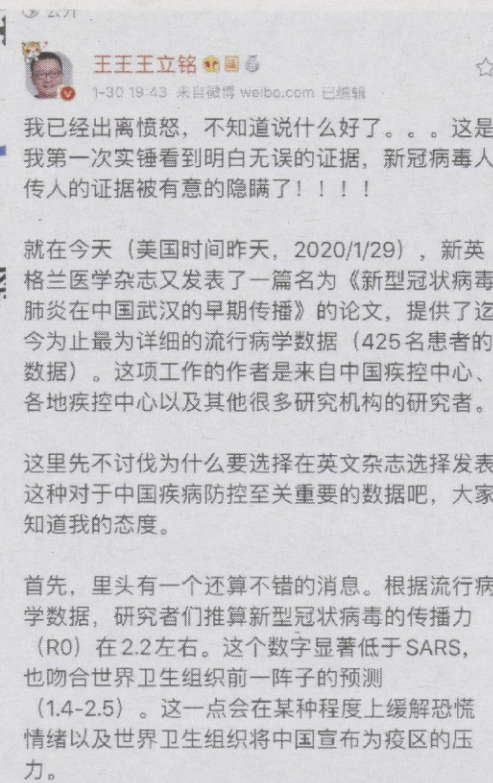 公开
王王王立铭
1-30 19:43 来自微博 weibo.com 已编辑
我已经出离愤怒,不知道说什么好了。。。这是
我第一次实锤看到明白无误的证据,新冠病毒人
传人的证据被有意的隐瞒了!!!!
就在今天(美国时间昨天,2020/1/29),新英
格兰医学杂志又发表了一篇名为《新型冠状病毒
肺炎在中国武汉的早期传播》的论文,提供了迄
今为止最为详细的流行病学数据(425名患者的
数据)。这项工作的作者是来自中国疾控中心、
各地疾控中心以及其他很多研究机构的研究者。
这里先不讨伐为什么要选择在英文杂志选择发表
这种对于中国疾病防控至关重要的数据吧,大家
知道我的态度。
首先,里头有一个还算不错的消息。根据流行病
学数据,研究者们推算新型冠状病毒的传播力
(R0)在2.2左右。这个数字显著低于SARS,
也吻合世界卫生组织前一阵子的预测
(1.4-2.5)。这一点会在某种程度上缓解恐慌
情绪以及世界卫生组织将中国宣布为疫区的压
力。